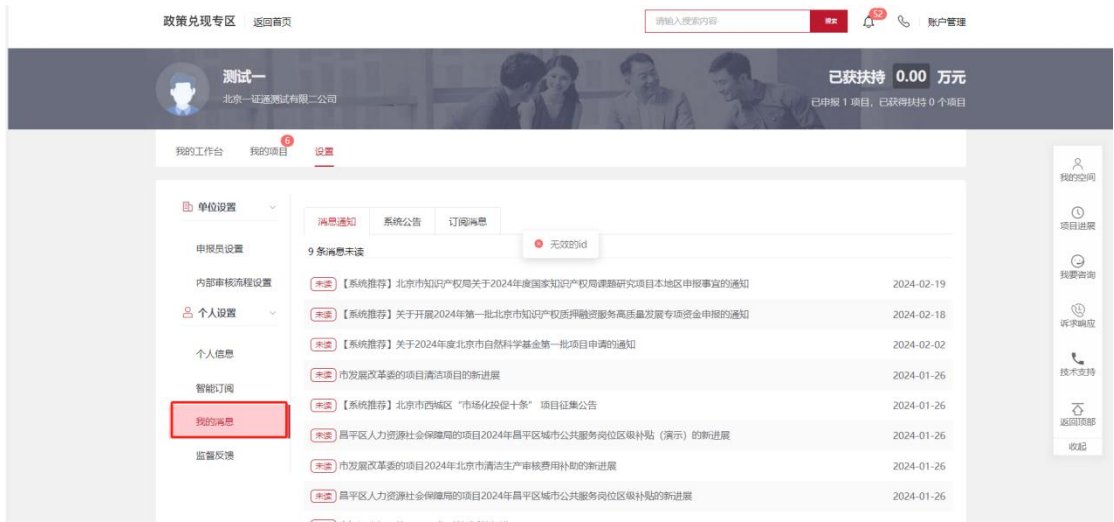 政策兑现专区 返回首页 请输入搜索内容 搜索 52 账户管理
测试一
北京一证通测试有限二公司
已获扶持 0.00 万元
已申报 1 项目，已获得扶持 0 个项目
我的工作台 我的项目 6 设置
单位设置
申报员设置
内部审核流程设置
个人设置
个人信息
智能订阅
我的消息
监督反馈
消息通知 系统公告 订阅消息
无效的id
9 条消息未读
未读 【系统推荐】北京市知识产权局关于2024年度国家知识产权局课题研究项目本地区申报事宜的通知 2024-02-19
未读 【系统推荐】关于开展2024年第一批北京市知识产权质押融资服务高质量发展专项资金申报的通知 2024-02-18
未读 【系统推荐】关于2024年度北京市自然科学基金第一批项目申请的通知 2024-02-02
未读 市发展改革委的项目清洁项目的新进展 2024-01-26
未读 【系统推荐】北京市西城区“市场化投促十条” 项目征集公告 2024-01-26
未读 昌平区人力资源社会保障局的项目2024年昌平区城市公共服务岗位区级补贴（演示）的新进展 2024-01-26
未读 市发展改革委的项目2024年北京市清洁生产审核费用补助的新进展 2024-01-26
未读 昌平区人力资源社会保障局的项目2024年昌平区城市公共服务岗位区级补贴的新进展 2024-01-26
我的空间
项目进展
我要咨询
诉求响应
技术支持
返回顶部
收起